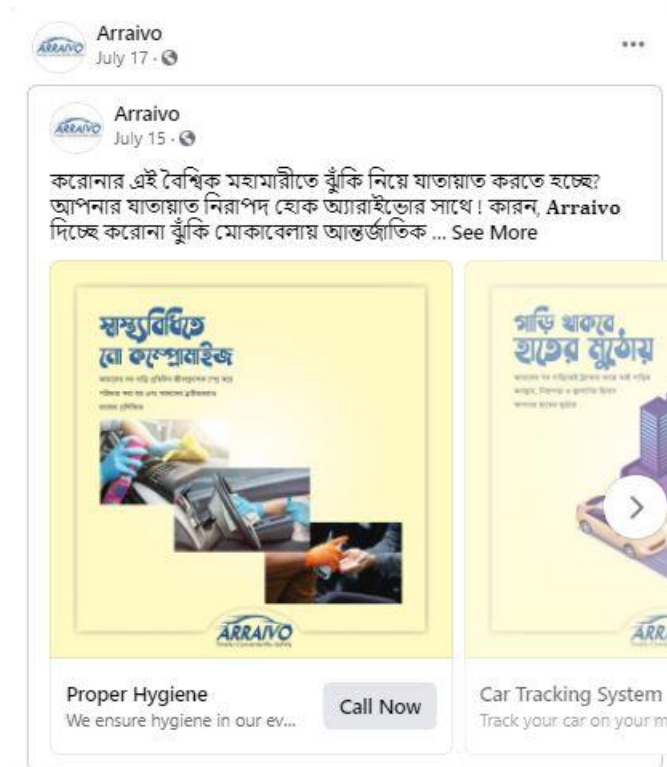 Arraivo
July 17 ·
Arraivo
July 15 ·
করোনার এই বৈশ্বিক মহামারীতে ঝুঁকি নিয়ে যাতায়াত করতে হচ্ছে?
আপনার যাতায়াত নিরাপদ হোক অ্যারাইভোর সাথে ! কারন, Arraivo
দিচ্ছে করোনা ঝুঁকি মোকাবেলায় আন্তর্জাতিক ... See More
স্বাস্থ্যবিধিতে
নো কম্প্রোমাইজ
ARRAIVO
গাড়ি থাকবে
হাতের মুঠোয়
Proper Hygiene
We ensure hygiene in our ev...
Call Now
Car Tracking System
Track your car on your m